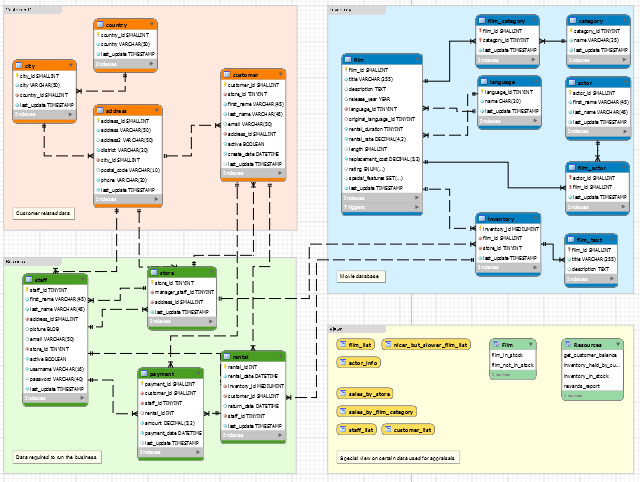 country
country_id SMALLINT
country VARCHAR(50)
last_update TIMESTAMP
Indexes
city
city_id SMALLINT
city VARCHAR(50)
country_id SMALLINT
last_update TIMESTAMP
Indexes
address
address_id SMALLINT
address VARCHAR(50)
address2 VARCHAR(50)
district VARCHAR(20)
city_id SMALLINT
postal_code VARCHAR(10)
phone VARCHAR(20)
last_update TIMESTAMP
Indexes
customer
customer_id SMALLINT
store_id TINYINT
first_name VARCHAR(45)
last_name VARCHAR(45)
email VARCHAR(50)
address_id SMALLINT
active BOOLEAN
create_date DATETIME
last_update TIMESTAMP
Indexes
Customer related data
Inventory
film
film_id SMALLINT
title VARCHAR(255)
description TEXT
release_year YEAR
language_id TINYINT
original_language_id TINYINT
rental_duration TINYINT
rental_rate DECIMAL(4,2)
length SMALLINT
replacement_cost DECIMAL(5,2)
rating ENUM(...)
special_features SET(...)
last_update TIMESTAMP
Indexes
Triggers
film_category
film_id SMALLINT
category_id TINYINT
last_update TIMESTAMP
Indexes
category
category_id TINYINT
name VARCHAR(25)
last_update TIMESTAMP
Indexes
language
language_id TINYINT
name CHAR(20)
last_update TIMESTAMP
Indexes
actor
actor_id SMALLINT
first_name VARCHAR(45)
last_name VARCHAR(45)
last_update TIMESTAMP
Indexes
film_actor
actor_id SMALLINT
film_id SMALLINT
last_update TIMESTAMP
Indexes
inventory
inventory_id MEDIUMINT
film_id SMALLINT
store_id TINYINT
last_update TIMESTAMP
Indexes
film_text
film_id SMALLINT
title VARCHAR(255)
description TEXT
Indexes
Movie database
Business
staff
staff_id TINYINT
first_name VARCHAR(45)
last_name VARCHAR(45)
address_id SMALLINT
picture BLOB
email VARCHAR(50)
store_id TINYINT
active BOOLEAN
username VARCHAR(16)
password VARCHAR(40)
last_update TIMESTAMP
Indexes
store
store_id TINYINT
manager_staff_id TINYINT
address_id SMALLINT
last_update TIMESTAMP
Indexes
payment
payment_id SMALLINT
customer_id SMALLINT
staff_id TINYINT
rental_id INT
amount DECIMAL(5,2)
payment_date DATETIME
last_update TIMESTAMP
Indexes
rental
rental_id INT
rental_date DATETIME
inventory_id MEDIUMINT
customer_id SMALLINT
return_date DATETIME
staff_id TINYINT
last_update TIMESTAMP
Indexes
Data required to run the business
Views
film_list
nicer_but_slower_film_list
actor_info
sales_by_store
sales_by_film_category
staff_list
customer_list
Film
film_in_stock
film_not_in_stock
Resources
get_customer_balance
inventory_held_by_cu...
inventory_in_stock
rewards_report
Special view on certain data used for appraisals